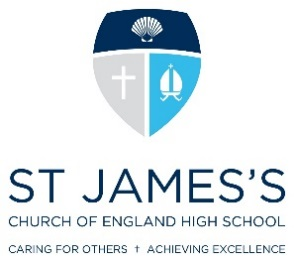 ST JAMES'S
CHURCH OF ENGLAND HIGH SCHOOL
CARING FOR OTHERS † ACHIEVING EXCELLENCE